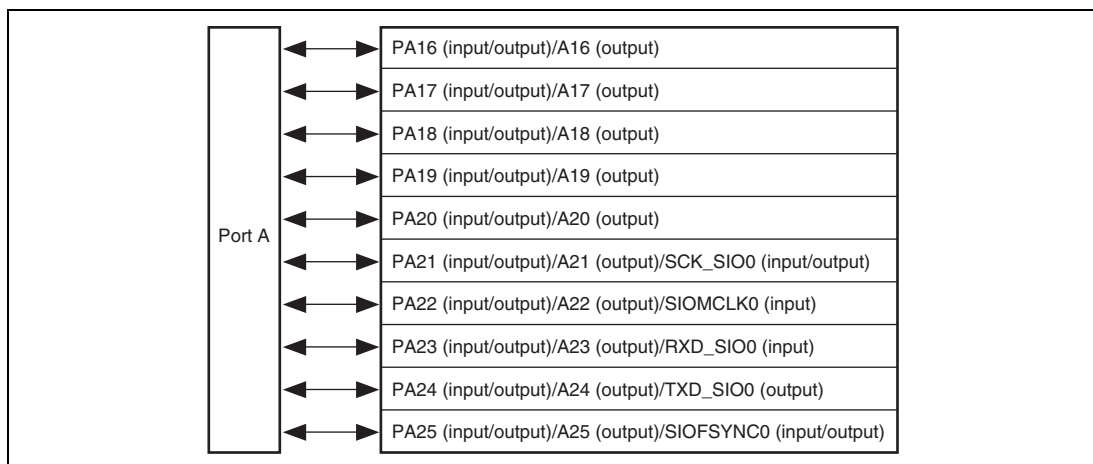 Port A
PA16 (input/output)/A16 (output)
PA17 (input/output)/A17 (output)
PA18 (input/output)/A18 (output)
PA19 (input/output)/A19 (output)
PA20 (input/output)/A20 (output)
PA21 (input/output)/A21 (output)/SCK_SIO0 (input/output)
PA22 (input/output)/A22 (output)/SIOMCLK0 (input)
PA23 (input/output)/A23 (output)/RXD_SIO0 (input)
PA24 (input/output)/A24 (output)/TXD_SIO0 (output)
PA25 (input/output)/A25 (output)/SIOFSYNC0 (input/output)